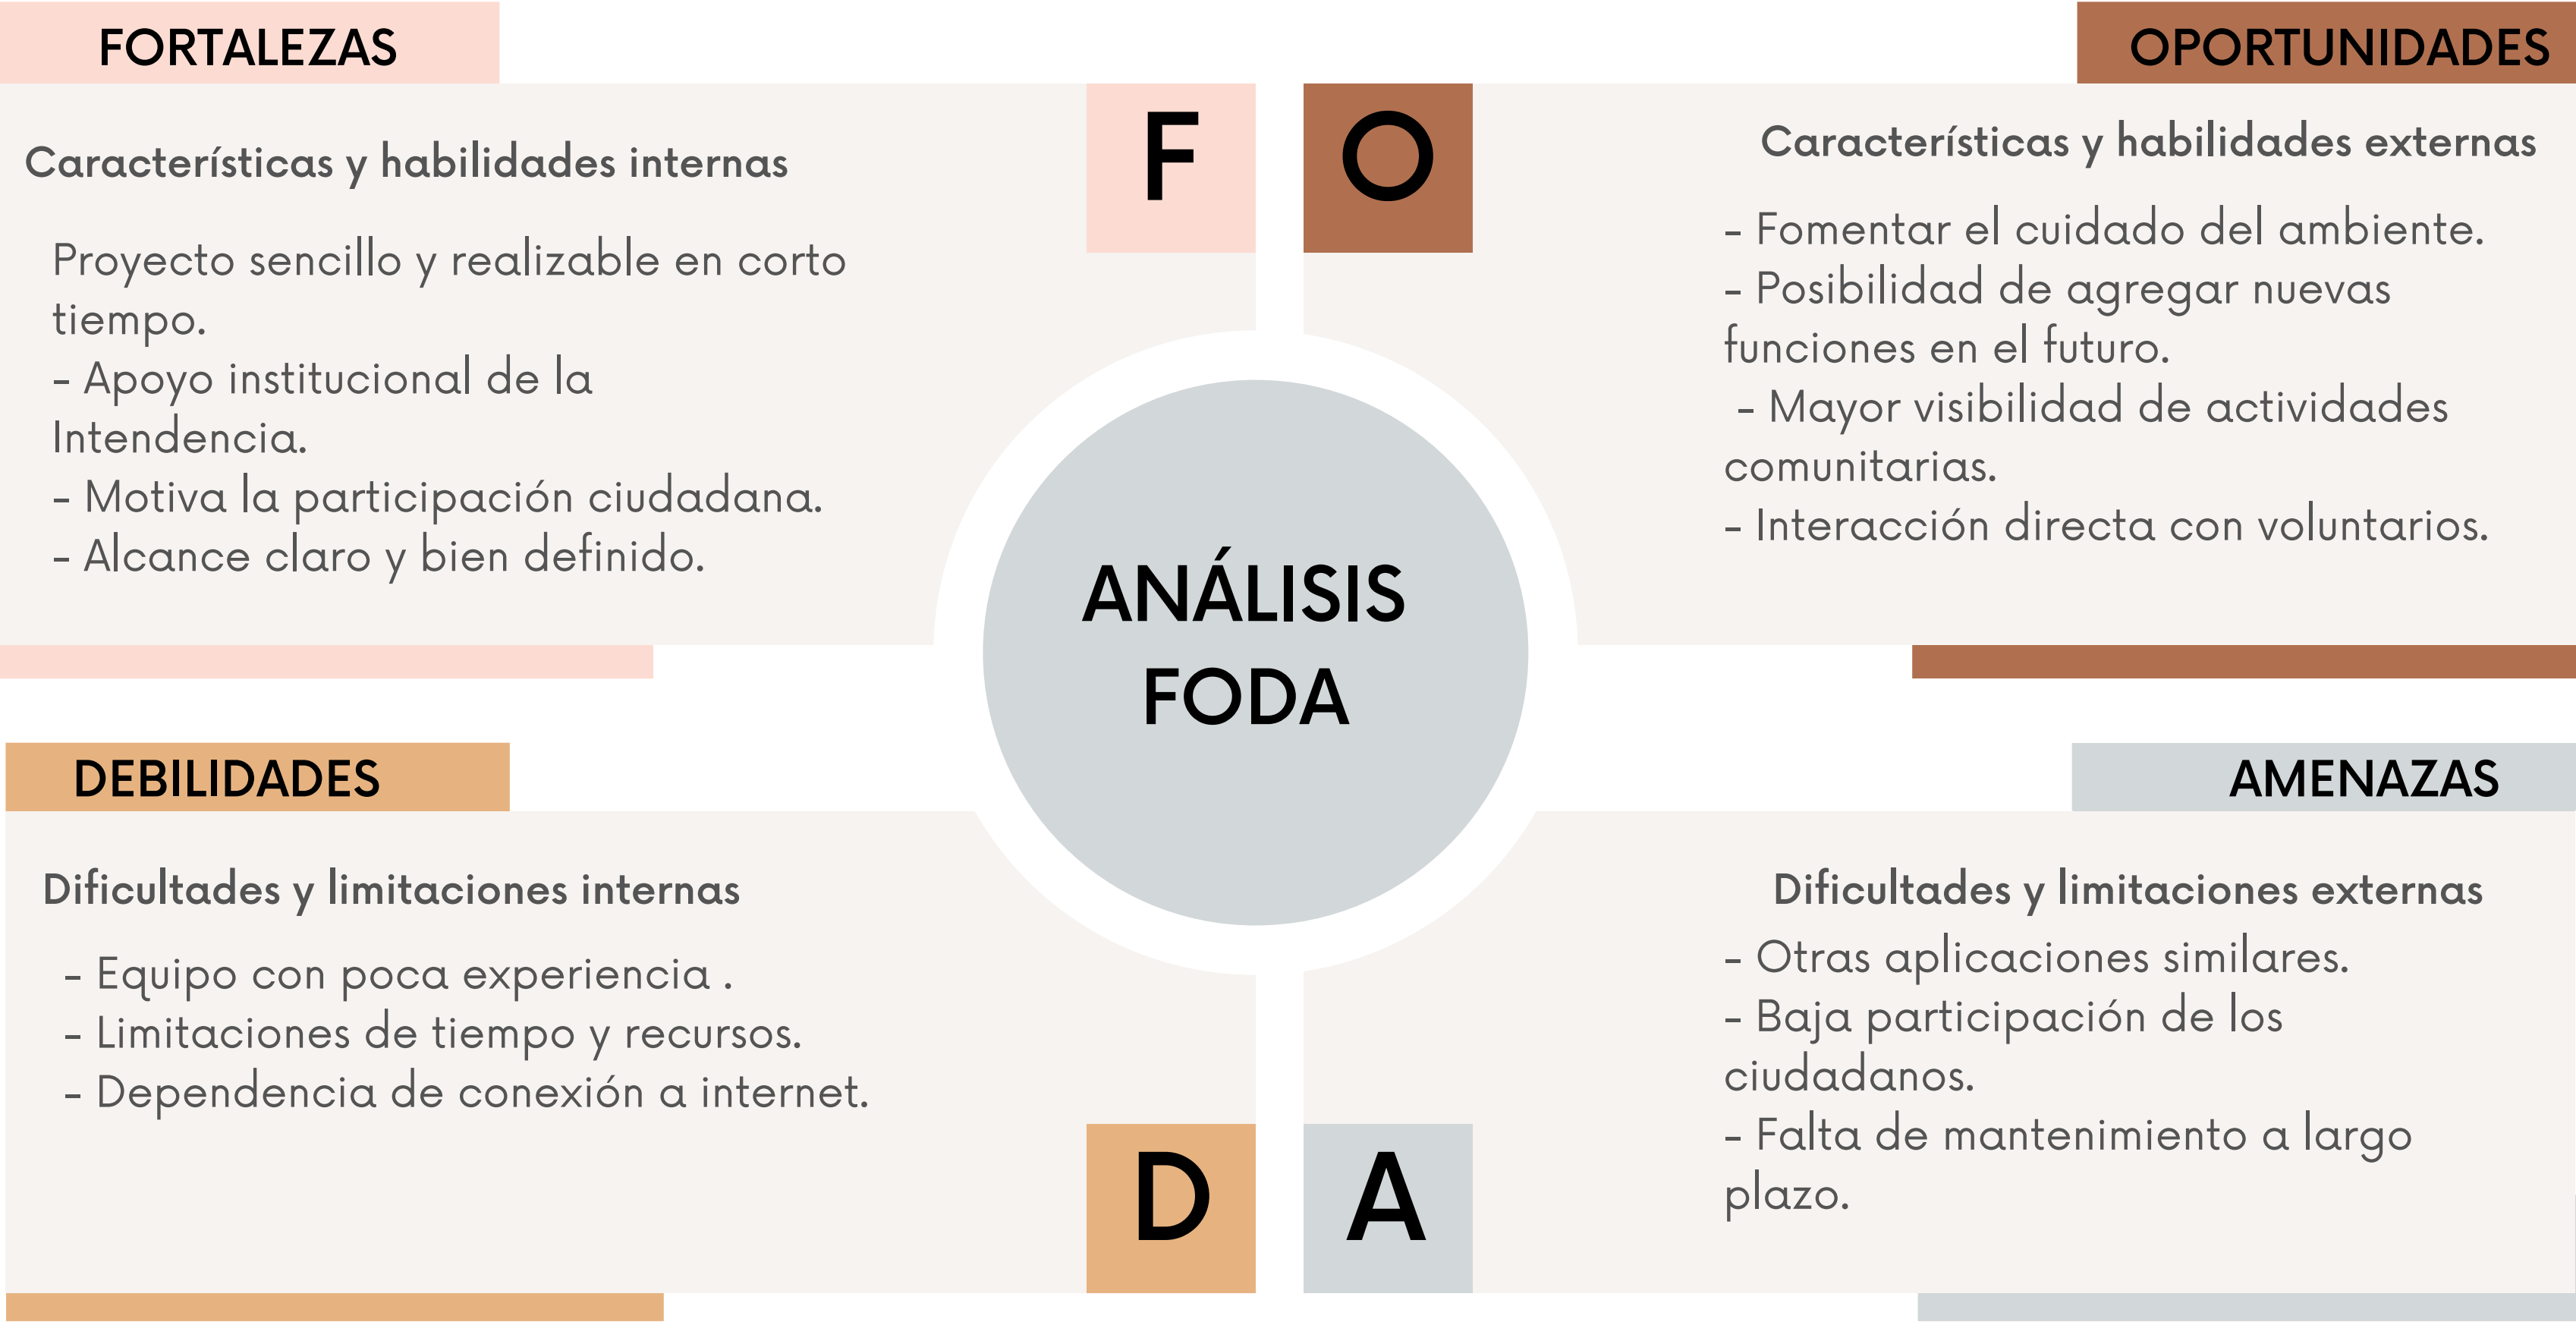 FORTALEZAS
Características y habilidades internas
Proyecto sencillo y realizable en corto
tiempo.
- Apoyo institucional de la
Intendencia.
- Motiva la participación ciudadana.
- Alcance claro y bien definido.
F
O
OPORTUNIDADES
Características y habilidades externas
- Fomentar el cuidado del ambiente.
- Posibilidad de agregar nuevas
funciones en el futuro.
- Mayor visibilidad de actividades
comunitarias.
- Interacción directa con voluntarios.
ANÁLISIS
FODA
DEBILIDADES
Dificultades y limitaciones internas
- Equipo con poca experiencia .
- Limitaciones de tiempo y recursos.
- Dependencia de conexión a internet.
D
A
AMENAZAS
Dificultades y limitaciones externas
- Otras aplicaciones similares.
- Baja participación de los
ciudadanos.
- Falta de mantenimiento a largo
plazo.